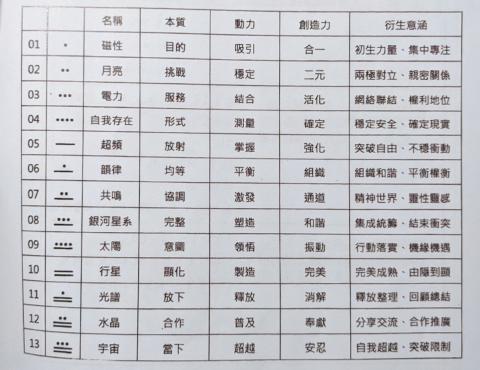 名稱 本質 動力 創造力 衍生意涵
01 • 磁性 目的 吸引 合一 初生力量、集中專注
02 •• 月亮 挑戰 穩定 二元 兩極對立、親密關係
03 ••• 電力 服務 結合 活化 網絡聯結、權利地位
04 •••• 自我存在 形式 測量 確定 穩定安全、確定現實
05 — 超頻 放射 掌握 強化 突破自由、不穩衝動
06 韻律 均等 平衡 組織 組織和諧、平衡權衡
07 共鳴 協調 激發 通道 精神世界、靈性靈感
08 銀河星系 完整 塑造 和諧 集成統籌、結束衝突
09 太陽 意圖 領悟 振動 行動落實、機緣機遇
10 行星 顯化 製造 完美 完美成熟、由隱到顯
11 光譜 放下 釋放 消解 釋放整理、回顧總結
12 水晶 合作 普及 奉獻 分享交流、合作推廣
13 宇宙 當下 超越 安忍 自我超越、突破限制